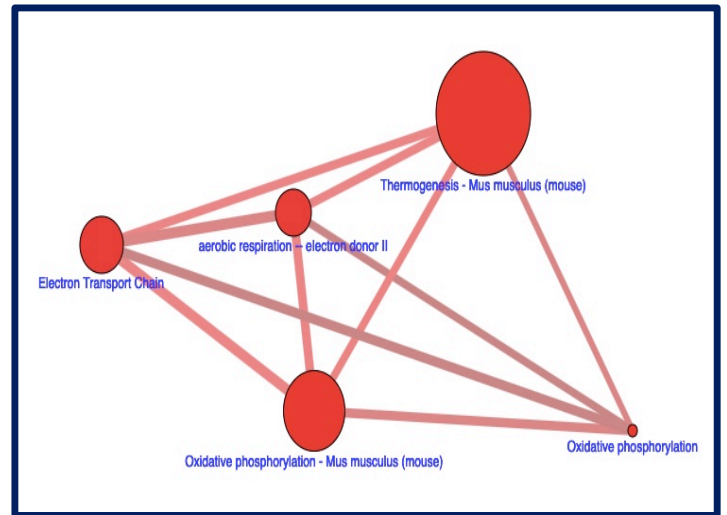 Thermogenesis - Mus musculus (mouse)
aerobic respiration -- electron donor II
Electron Transport Chain
Oxidative phosphorylation - Mus musculus (mouse)
Oxidative phosphorylation